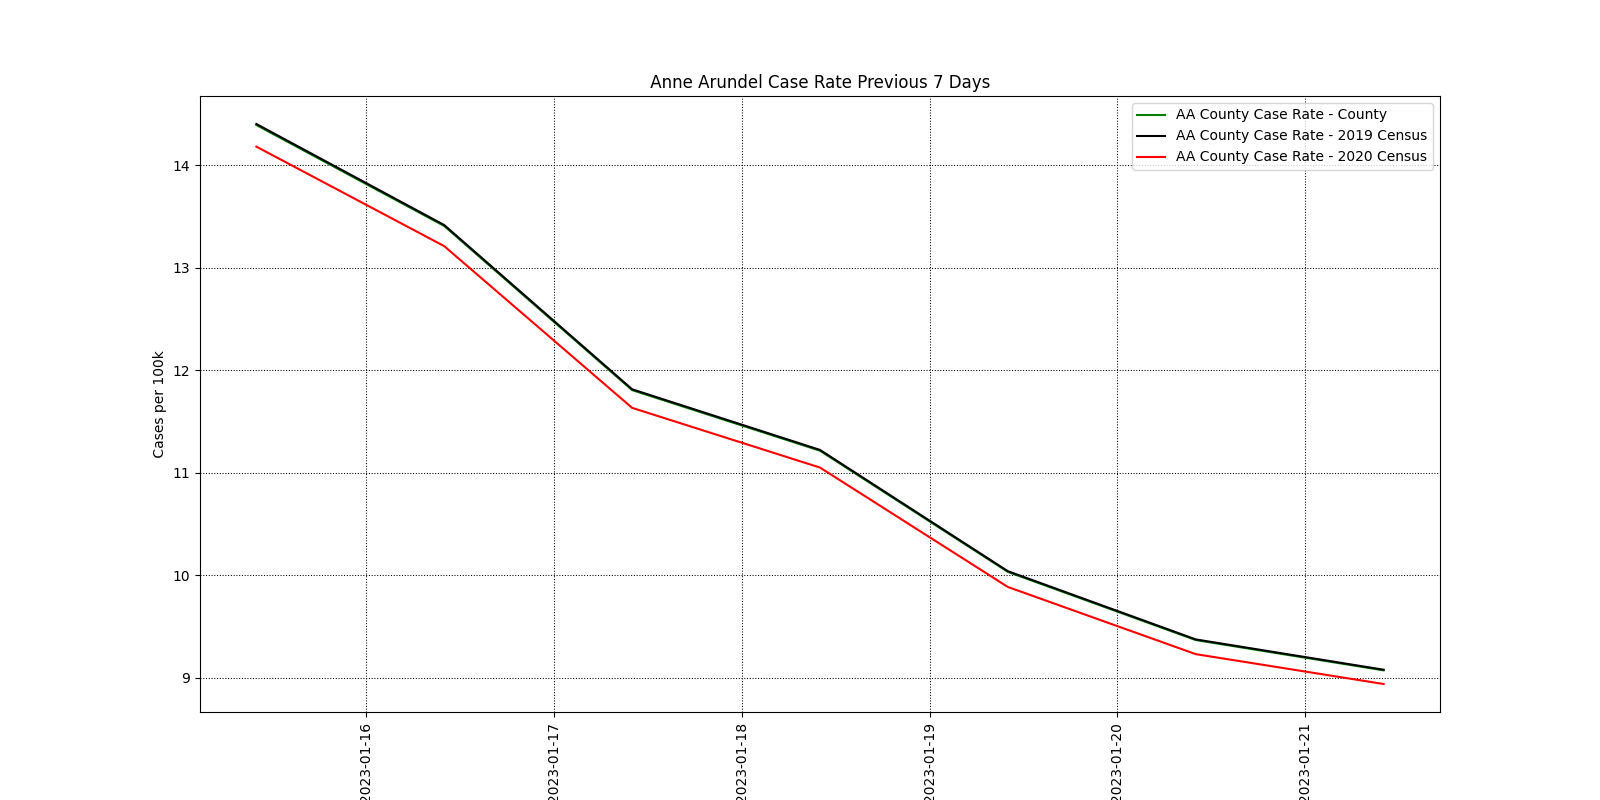 Anne Arundel Case Rate Previous 7 Days
AA County Case Rate - County
AA County Case Rate - 2019 Census
AA County Case Rate - 2020 Census
14
13
12
11
10
9
Cases per 100k
2023-01-16
2023-01-17
2023-01-18
2023-01-19
2023-01-20
2023-01-21